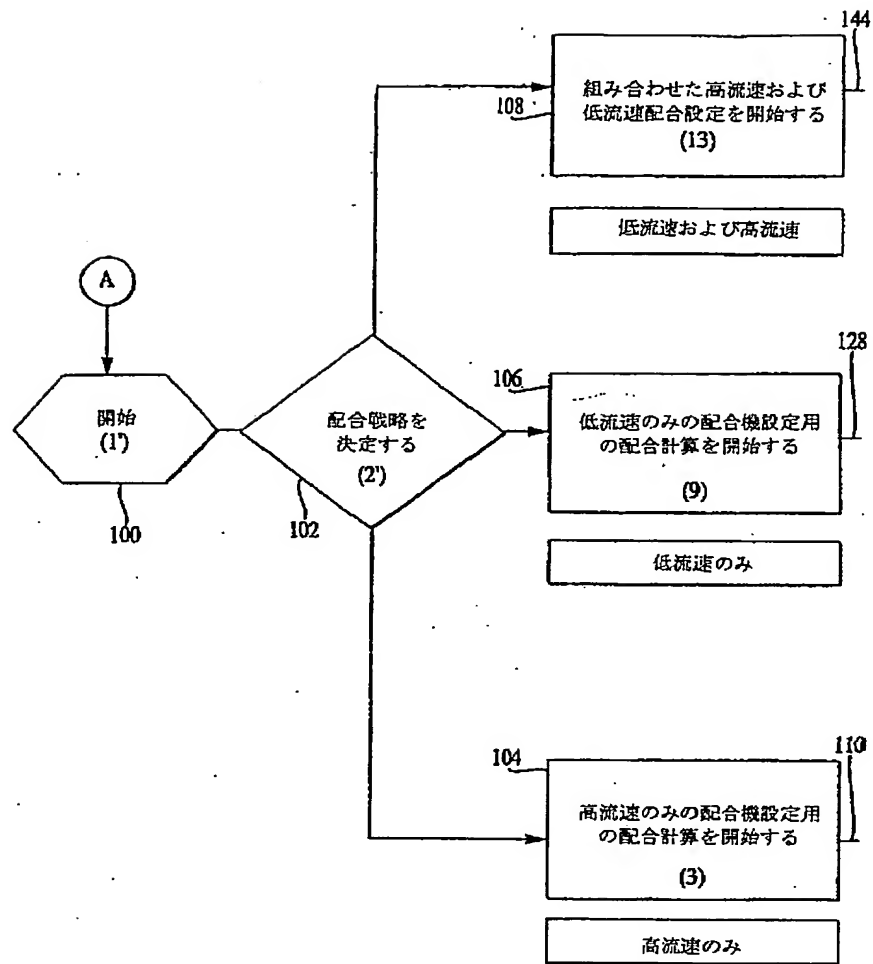 144
108
組み合わせた高流速および
低流速配合設定を開始する
(13)
低流速および高流速
A
開始
(1')
100
配合戦略を
決定する
(2')
102
128
106
低流速のみの配合機設定用
の配合計算を開始する
(9)
低流速のみ
110
104
高流速のみの配合機設定用
の配合計算を開始する
(3)
高流速のみ